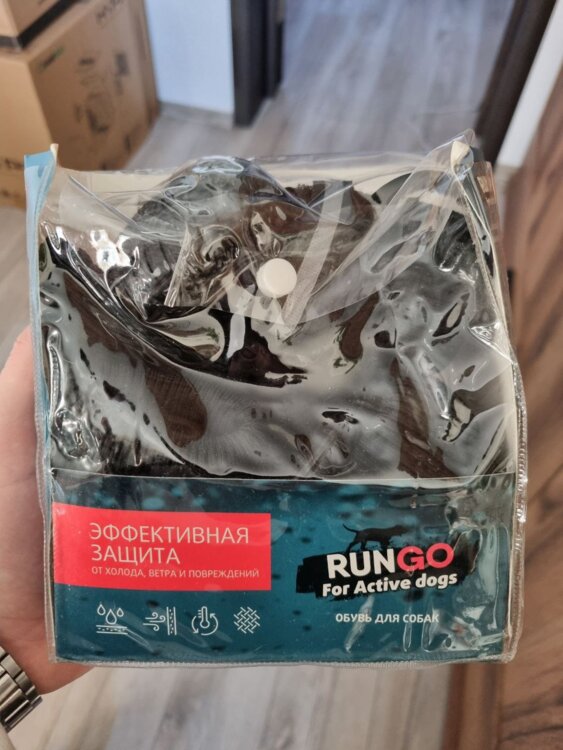 ЭФФЕКТИВНАЯ
ЗАЩИТА
ОТ ХОЛОДА, ВЕТРА И ПОВРЕЖДЕНИЙ
RUNGO
For Active dogs
ОБУВЬ ДЛЯ СОБАК